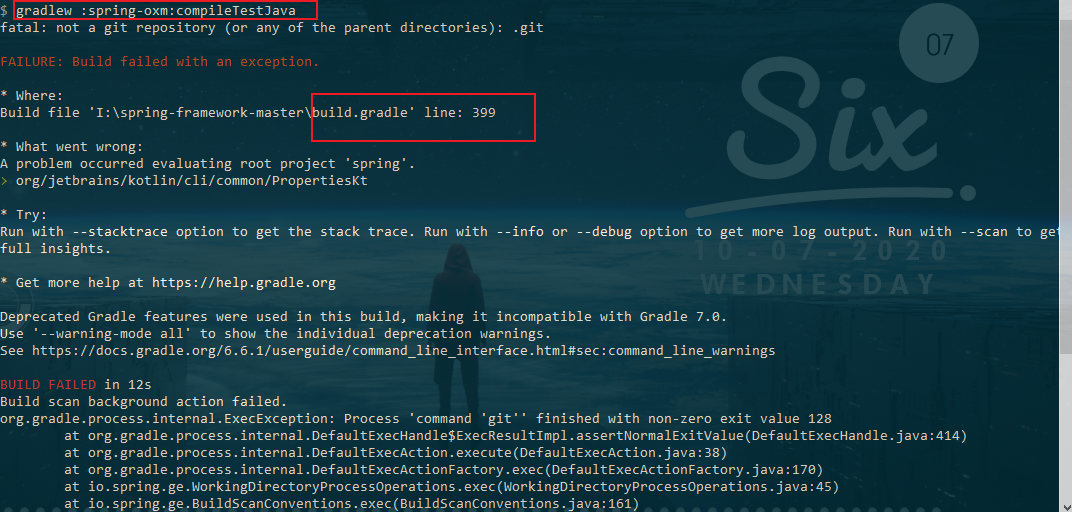 $ gradlew :spring-oxm:compileTestJava
fatal: not a git repository (or any of the parent directories): .git
FAILURE: Build failed with an exception.
* Where:
Build file 'I:\spring-framework-master\build.gradle' line: 399
* What went wrong:
A problem occurred evaluating root project 'spring'.
> org/jetbrains/kotlin/cli/common/PropertiesKt
* Try:
Run with --stacktrace option to get the stack trace. Run with --info or --debug option to get more log output. Run with --scan to get
full insights.
* Get more help at https://help.gradle.org
Deprecated Gradle features were used in this build, making it incompatible with Gradle 7.0.
Use '--warning-mode all' to show the individual deprecation warnings.
See https://docs.gradle.org/6.6.1/userguide/command_line_interface.html#sec:command_line_warnings
BUILD FAILED in 12s
Build scan background action failed.
org.gradle.process.internal.ExecException: Process 'command 'git'' finished with non-zero exit value 128
at org.gradle.process.internal.DefaultExecHandle$ExecResultImpl.assertNormalExitValue(DefaultExecHandle.java:414)
at org.gradle.process.internal.DefaultExecAction.execute(DefaultExecAction.java:38)
at org.gradle.process.internal.DefaultExecActionFactory.exec(DefaultExecActionFactory.java:170)
at io.spring.ge.WorkingDirectoryProcessOperations.exec(WorkingDirectoryProcessOperations.java:45)
at io.spring.ge.BuildScanConventions.exec(BuildScanConventions.java:161)
07
Six
10-07-2020
WEDNESDAY